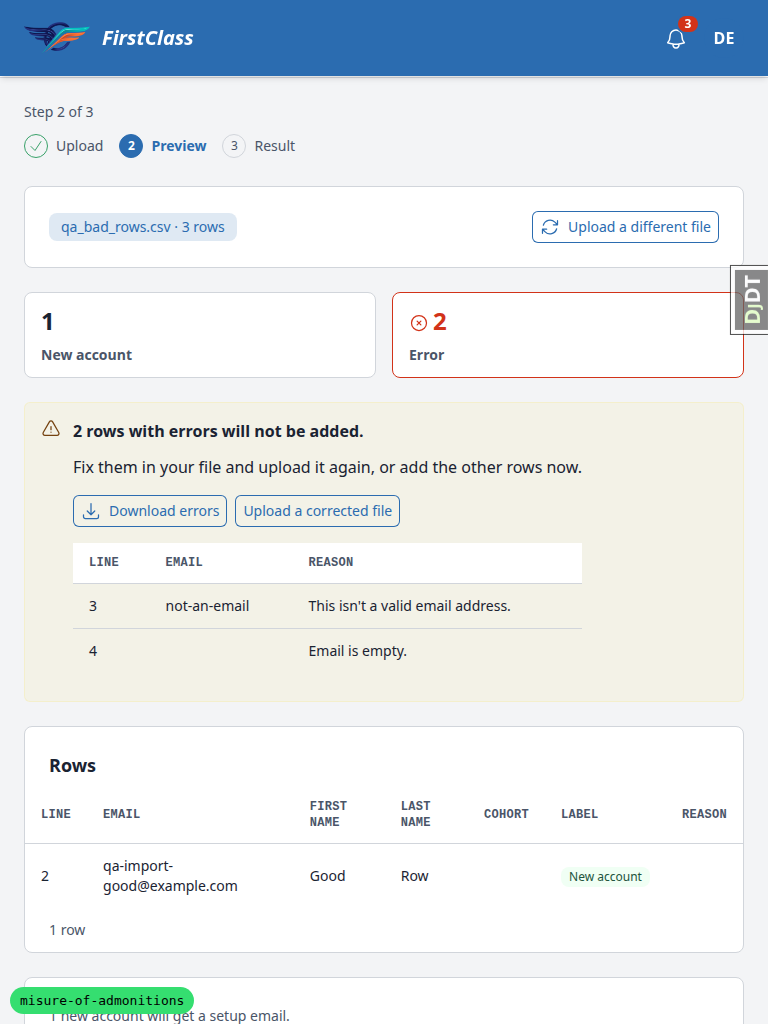 FirstClass
3
DE
Step 2 of 3
Upload
2
Preview
3
Result
qa_bad_rows.csv · 3 rows
Upload a different file
DjDT
1
New account
2
Error
2 rows with errors will not be added.
Fix them in your file and upload it again, or add the other rows now.
Download errors
Upload a corrected file
LINE EMAIL REASON
3 not-an-email This isn't a valid email address.
4 Email is empty.
Rows
LINE EMAIL FIRST NAME LAST NAME COHORT LABEL REASON
2 qa-import-good@example.com Good Row New account
1 row
misure-of-admonitions
1 new account will get a setup email.